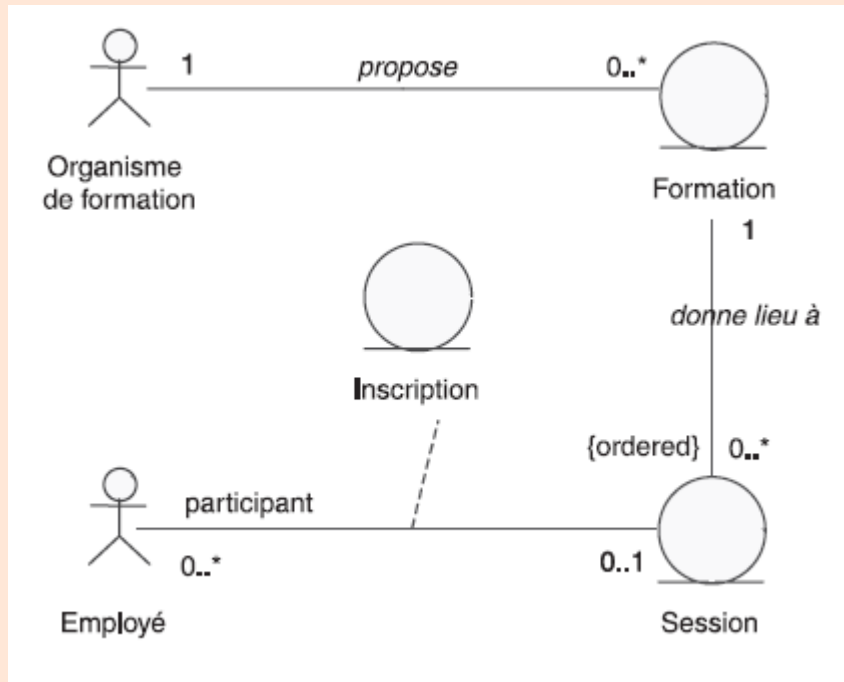 1 propose 0..*
Organisme
de formation
Formation
1
donne lieu à
Inscription
{ordered} 0..*
participant
0..* 0..1
Employé Session